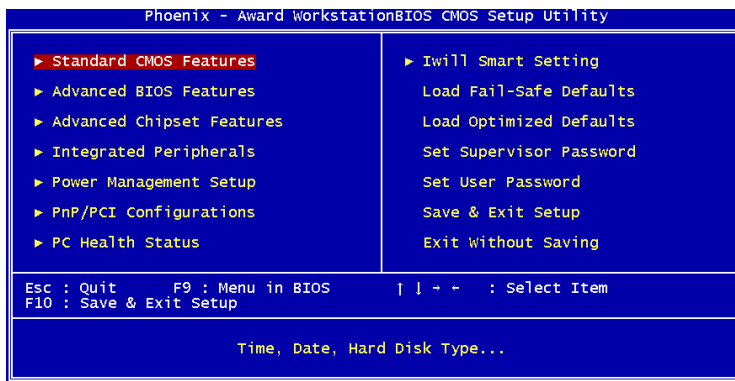 Phoenix - Award WorkstationBIOS CMOS Setup Utility
► Standard CMOS Features
► Advanced BIOS Features
► Advanced Chipset Features
► Integrated Peripherals
► Power Management Setup
► PnP/PCI Configurations
► PC Health Status
► Iwill Smart Setting
Load Fail-Safe Defaults
Load Optimized Defaults
Set Supervisor Password
Set User Password
Save & Exit Setup
Exit Without Saving
Esc : Quit F9 : Menu in BIOS ↑ ↓ → ← : Select Item
F10 : Save & Exit Setup
Time, Date, Hard Disk Type...